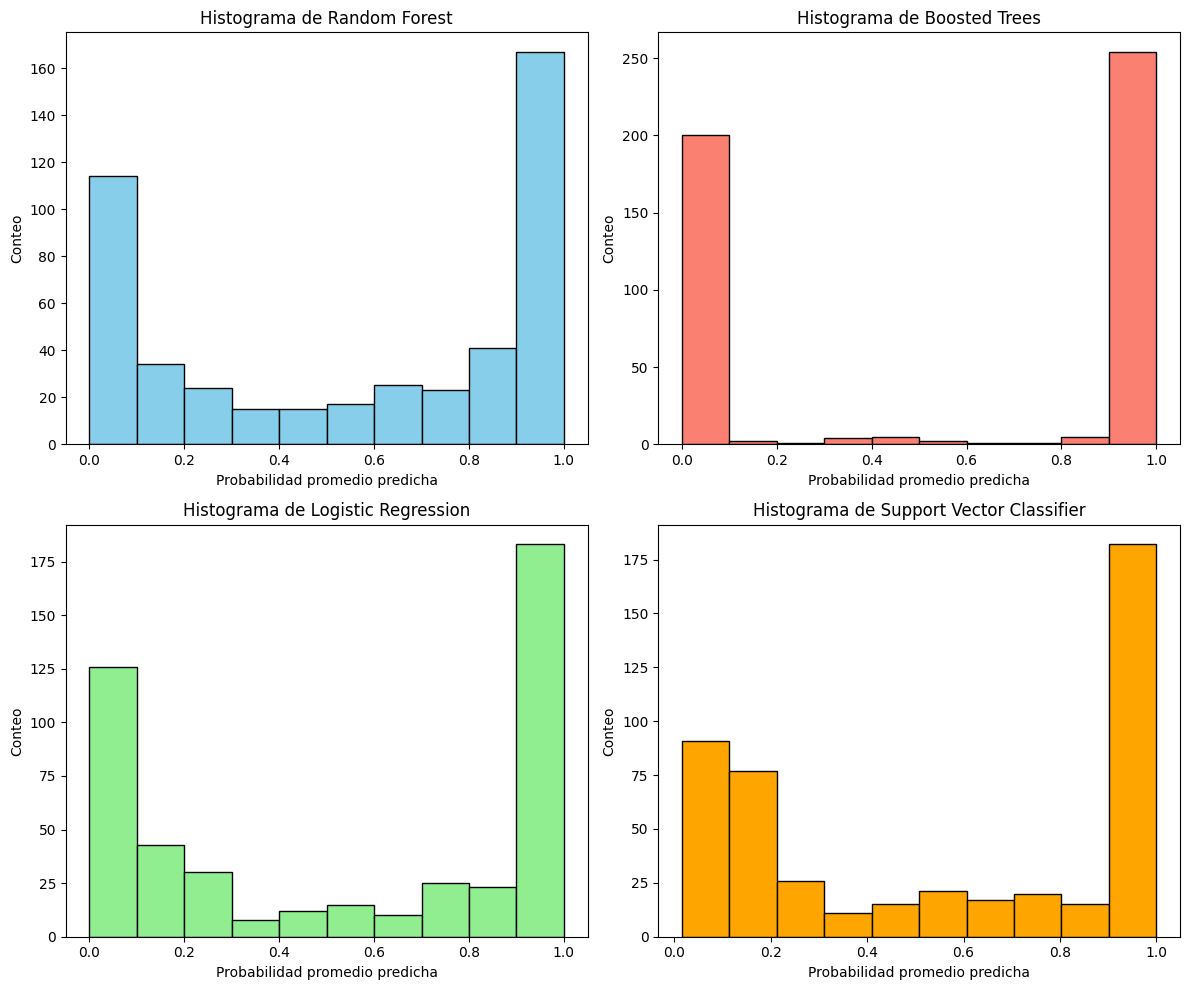 Histograma de Random Forest
160
140
120
100
80
60
40
20
0
Conteo
0.0 0.2 0.4 0.6 0.8 1.0
Probabilidad promedio predicha
Histograma de Boosted Trees
250
200
150
100
50
0
Conteo
0.0 0.2 0.4 0.6 0.8 1.0
Probabilidad promedio predicha
Histograma de Logistic Regression
175
150
125
100
75
50
25
0
Conteo
0.0 0.2 0.4 0.6 0.8 1.0
Probabilidad promedio predicha
Histograma de Support Vector Classifier
175
150
125
100
75
50
25
0
Conteo
0.0 0.2 0.4 0.6 0.8 1.0
Probabilidad promedio predicha